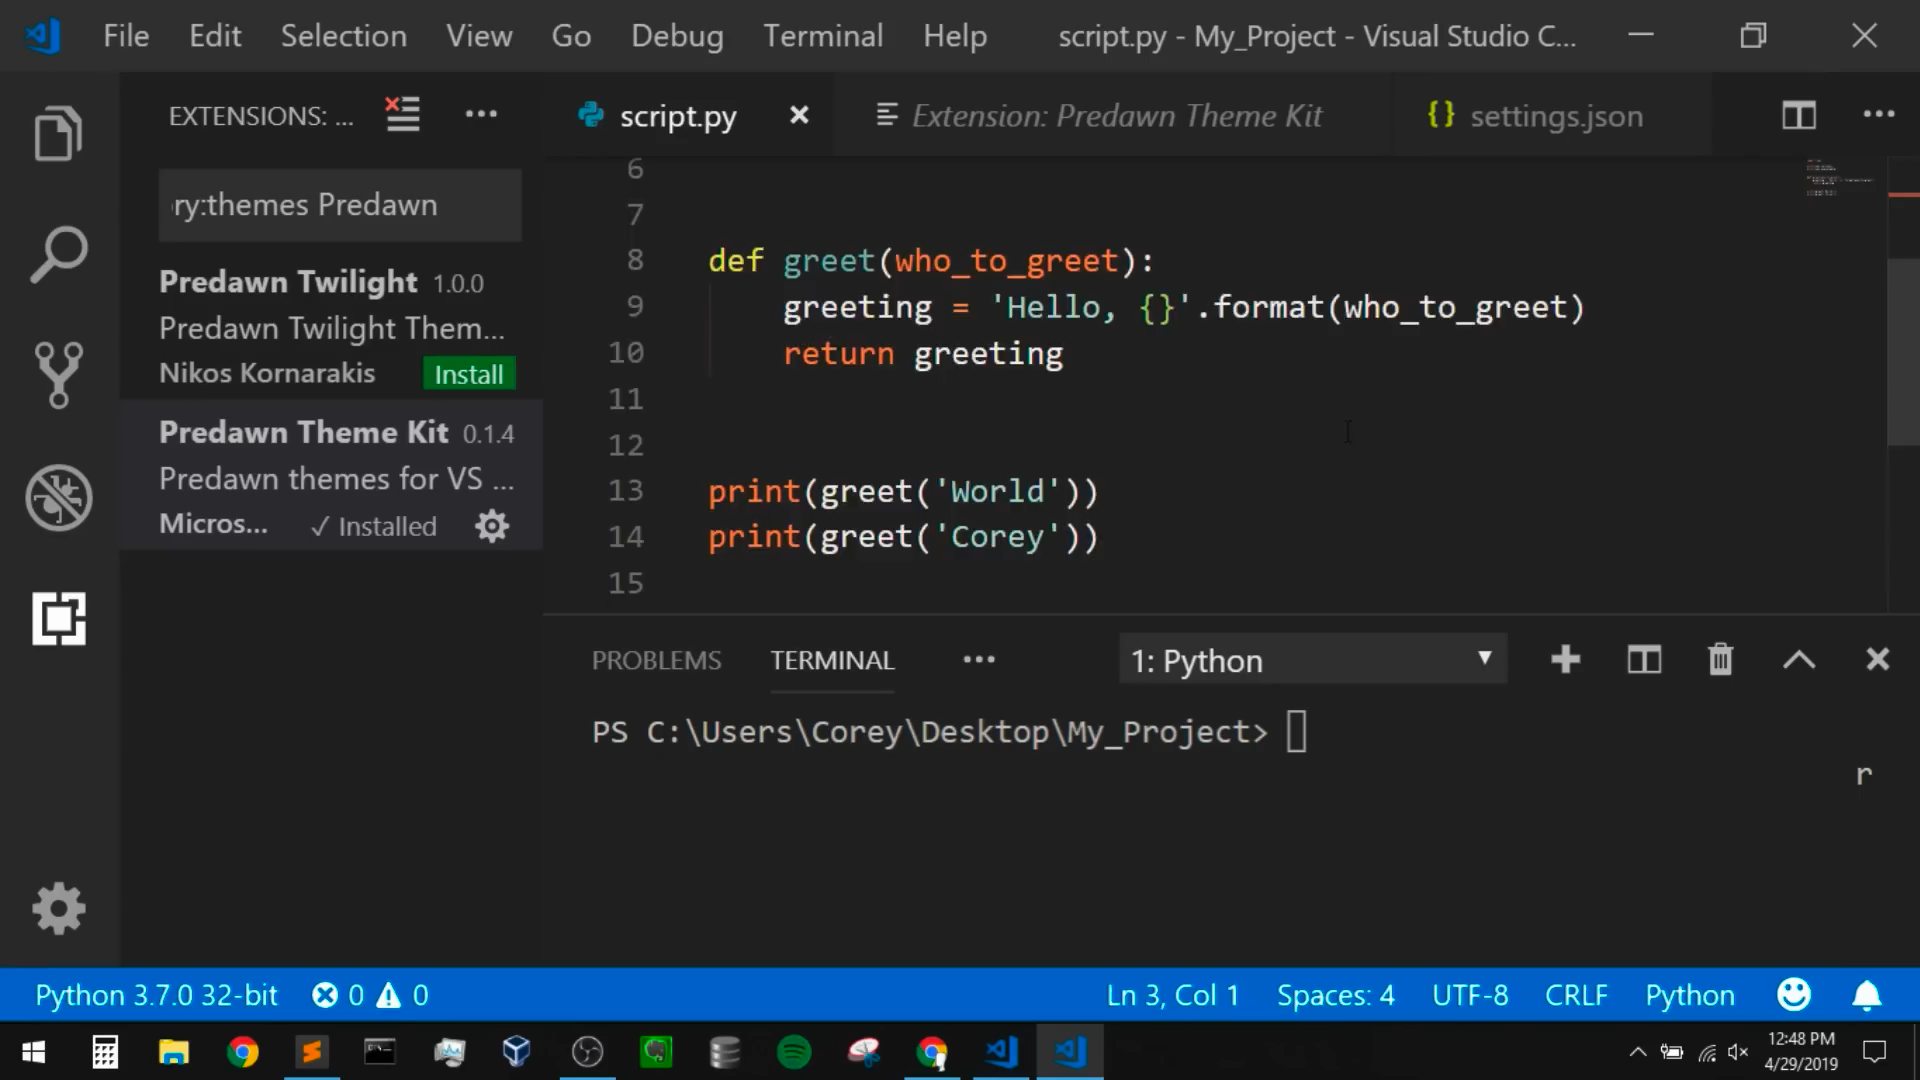 File Edit Selection View Go Debug Terminal Help script.py - My_Project - Visual Studio C...
EXTENSIONS: ...
script.py
Extension: Predawn Theme Kit
{} settings.json
ry:themes Predawn
Predawn Twilight 1.0.0
Predawn Twilight Them...
Nikos Kornarakis Install
Predawn Theme Kit 0.1.4
Predawn themes for VS ...
Micros... ✓ Installed
6
7
8 def greet(who_to_greet):
9 greeting = 'Hello, {}'.format(who_to_greet)
10 return greeting
11
12
13 print(greet('World'))
14 print(greet('Corey'))
15
PROBLEMS TERMINAL ... 1: Python
PS C:\Users\Corey\Desktop\My_Project>
r
Python 3.7.0 32-bit 0 0 Ln 3, Col 1 Spaces: 4 UTF-8 CRLF Python
12:48 PM
4/29/2019